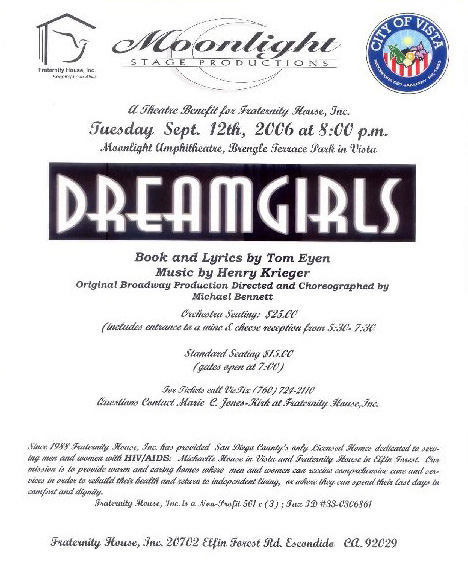 Fraternity House, Inc.
Moonlight
STAGE PRODUCTIONS
CITY OF VISTA
A Theatre Benefit for Fraternity House, Inc.
Tuesday Sept. 12th, 2006 at 8:00 p.m.
Moonlight Amphitheatre, Brengle Terrace Park in Vista
DREAMGIRLS
Book and Lyrics by Tom Eyen
Music by Henry Krieger
Original Broadway Production Directed and Choreographed by
Michael Bennett
Orchestra Seating: $25.00
(includes entrance to a wine & cheese reception from 5:30- 7:30
Standard Seating $15.00
(gates open at 7:00)
For Tickets call VisTix (760) 724-2110
Questions Contact Marie C. Jones-Kirk at Fraternity House,Inc.
Since 1988 Fraternity House, Inc. has provided San Diego County's only Licensed Homes dedicated to serv-
ing men and women with HIV/AIDS: Michaelle House in Vista and Fraternity House in Elfin Forest. Our
mission is to provide warm and caring homes where men and women can receive comprehensive care and ser-
vices in order to rebuild their health and return to independent living, or where they can spend their last days in
comfort and dignity.
Fraternity House, Inc. is a Non-Profit 501 c (3) ; Tax ID #33-0306861
Fraternity House, Inc. 20702 Elfin Forest Rd. Escondido CA. 92029